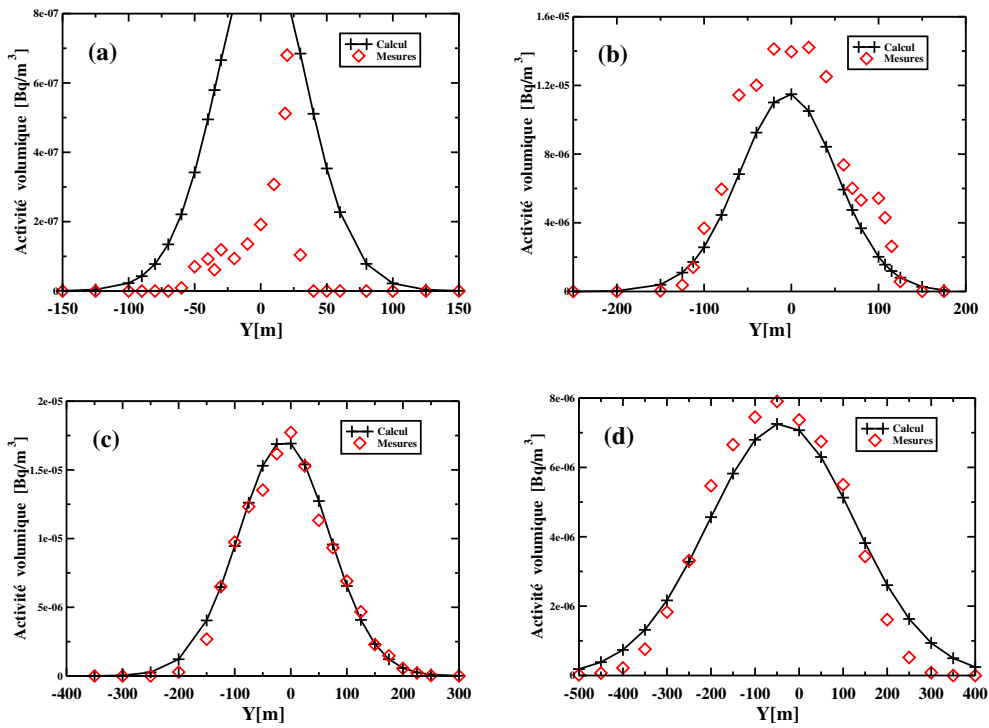 8e-07
6e-07
4e-07
2e-07
0
Activité volumique [Bq/m3]
(a)
Calcul
Mesures
-150
-100
-50
0
50
100
150
Y[m]
1.6e-05
1.2e-05
8e-06
4e-06
0
Activité volumique [Bq/m3]
(b)
Calcul
Mesures
-200
-100
0
100
200
Y[m]
2e-05
1.5e-05
1e-05
5e-06
0
Activité volumique [Bq/m3]
(c)
Calcul
Mesures
-400
-300
-200
-100
0
100
200
300
Y[m]
8e-06
6e-06
4e-06
2e-06
0
Activité volumique [Bq/m3]
(d)
Calcul
Mesures
-500
-400
-300
-200
-100
0
100
200
300
400
Y[m]